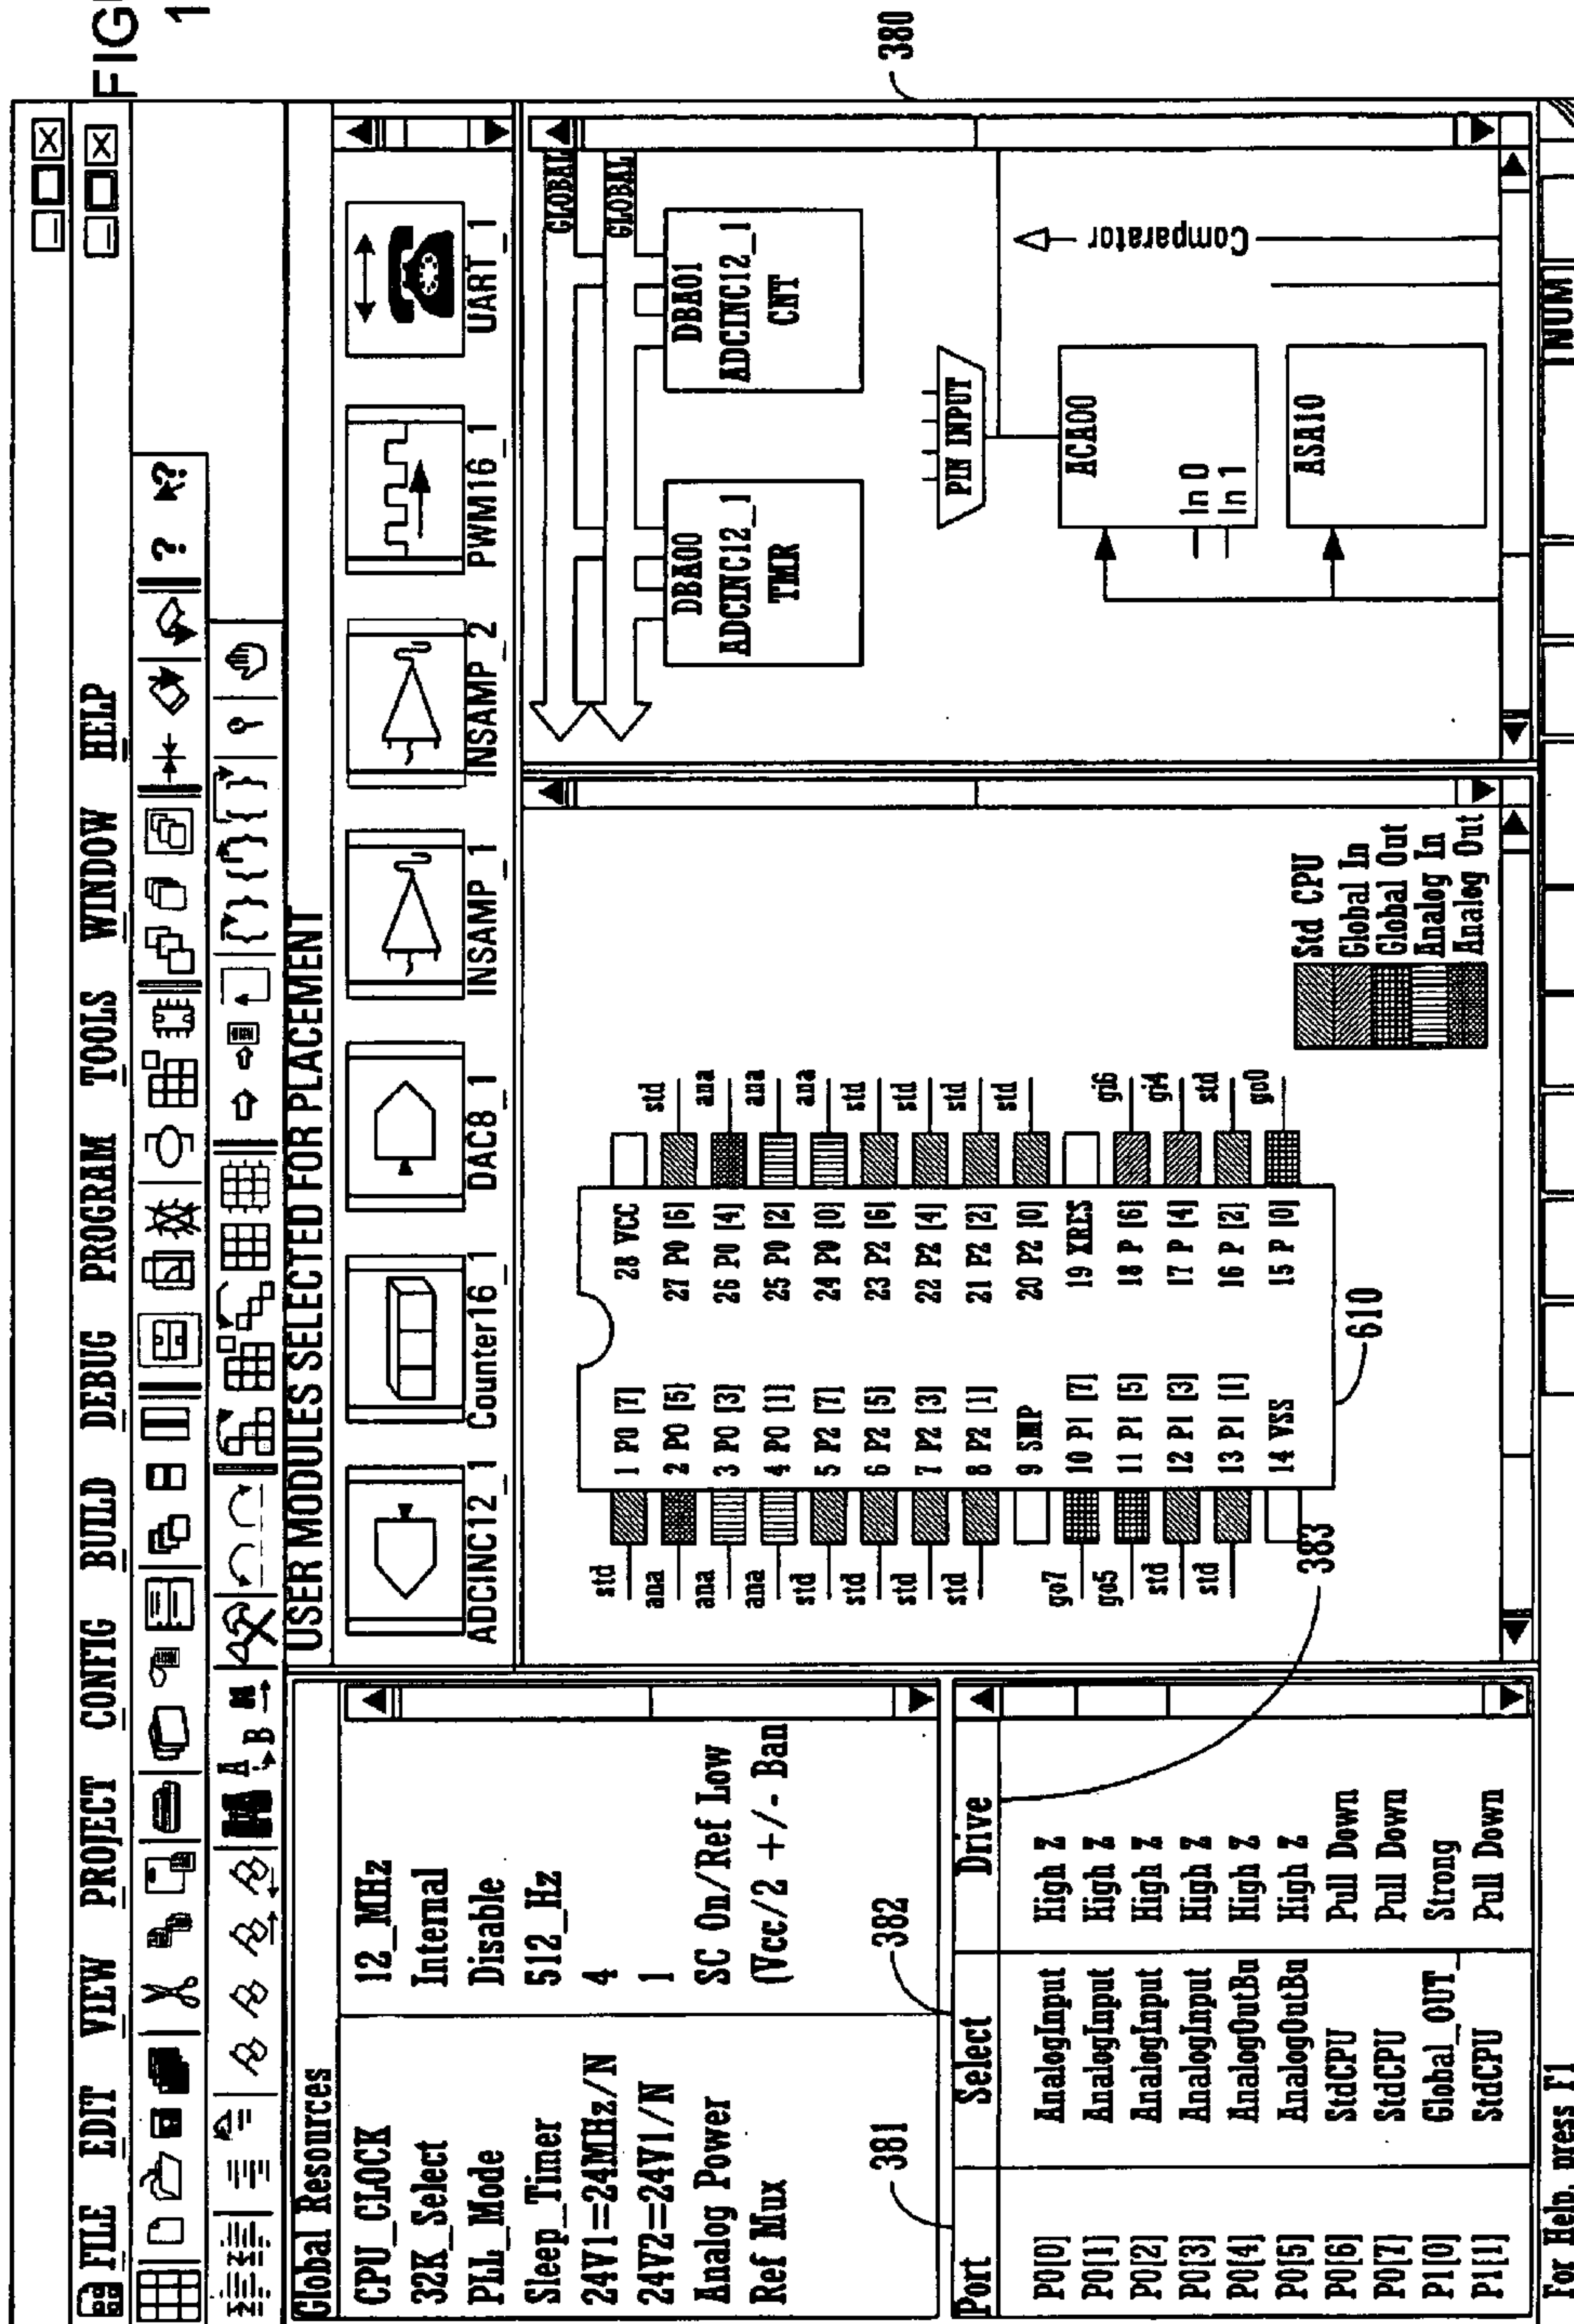 FIG
1
FILE EDIT VIEW PROJECT CONFIG BUILD DEBUG PROGRAM TOOLS WINDOW HELP
A
B
M
? ?
Global Resources
CPU_CLOCK 12_MHz
32K_Select Internal
PLL_Mode Disable
Sleep_Timer 512_Hz
24V1=24MHz/N 4
24V2=24V1/N 1
Analog Power SC On/Ref Low
Ref Mux (Vcc/2 +/- Ban
381
382
383
Port Select Drive
P0[0] AnalogInput High Z
P0[1] AnalogInput High Z
P0[2] AnalogInput High Z
P0[3] AnalogInput High Z
P0[4] AnalogOutBu High Z
P0[5] AnalogOutBu High Z
P0[6] StdCPU Pull Down
P0[7] StdCPU Pull Down
P1[0] Global_OUT_ Strong
P1[1] StdCPU Pull Down
For Help, press F1
USER MODULES SELECTED FOR PLACEMENT
ADCINC12_1 Counter16_1 DAC8_1 INSAMP_1 INSAMP_2 PWM16_1 UART_1
std 1 P0 [7] 28 VCC
ana 2 P0 [5] 27 P0 [6] std
ana 3 P0 [3] 26 P0 [4] ana
ana 4 P0 [1] 25 P0 [2] ana
std 5 P2 [7] 24 P0 [0] ana
std 6 P2 [5] 23 P2 [6] std
std 7 P2 [3] 22 P2 [4] std
std 8 P2 [1] 21 P2 [2] std
9 SMP 20 P2 [0] std
go7 10 P1 [7] 19 XRES
go5 11 P1 [5] 18 P [6] gi6
std 12 P1 [3] 17 P [4] gi4
std 13 P1 [1] 16 P [2] std
14 VSS 15 P [0] go0
610
Std CPU
Global In
Global Out
Analog In
Analog Out
GLOBAL
GLOBAL
DBA00
ADCINC12_1
TMR
DBA01
ADCINC12_1
CNT
PIN INPUT
ACA00
In 0
In 1
ASA10
Comparator
380
NUM